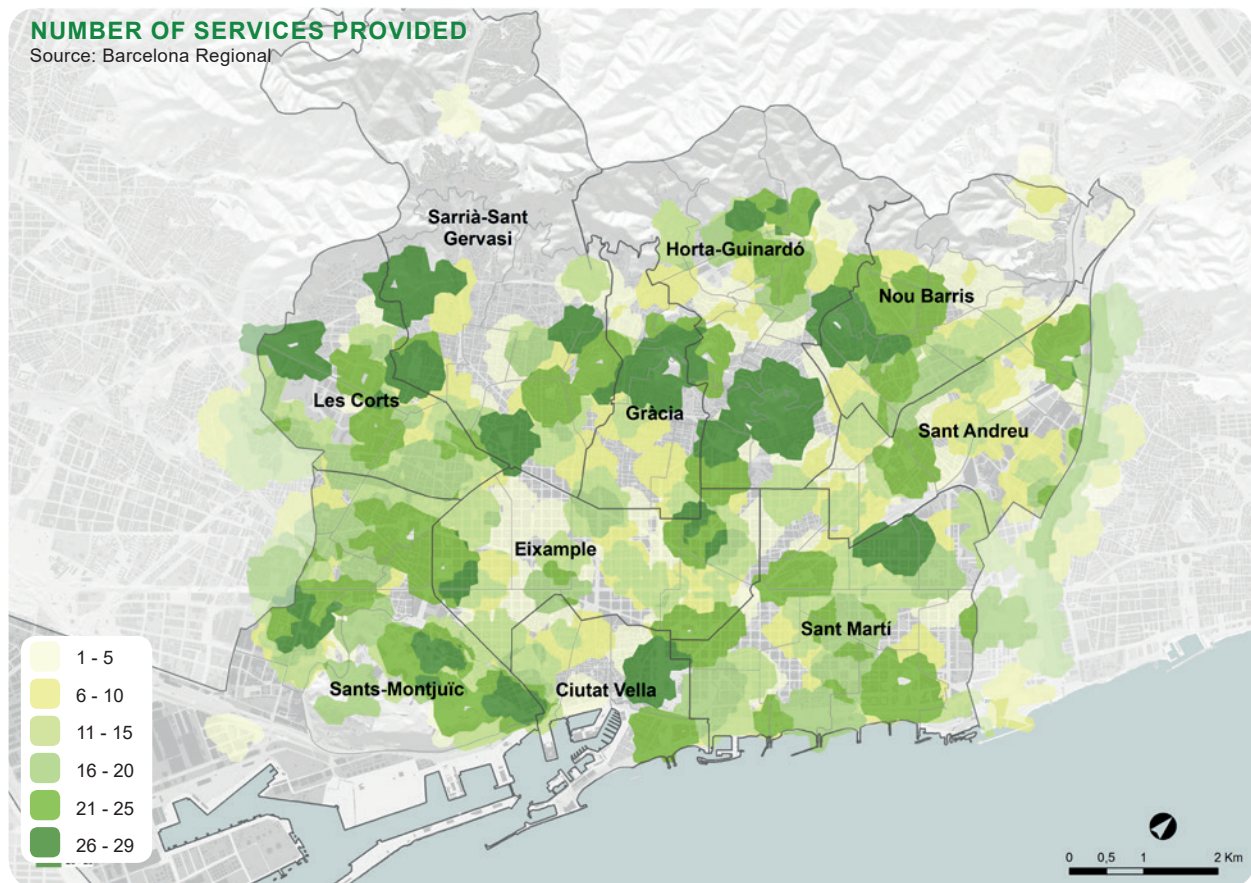 NUMBER OF SERVICES PROVIDED
Source: Barcelona Regional
Sarrià-Sant
Gervasi
Horta-Guinardó
Nou Barris
Les Corts
Gràcia
Sant Andreu
Eixample
Sant Martí
Sants-Montjuïc
Ciutat Vella
1 - 5
6 - 10
11 - 15
16 - 20
21 - 25
26 - 29
0 0,5 1 2 Km